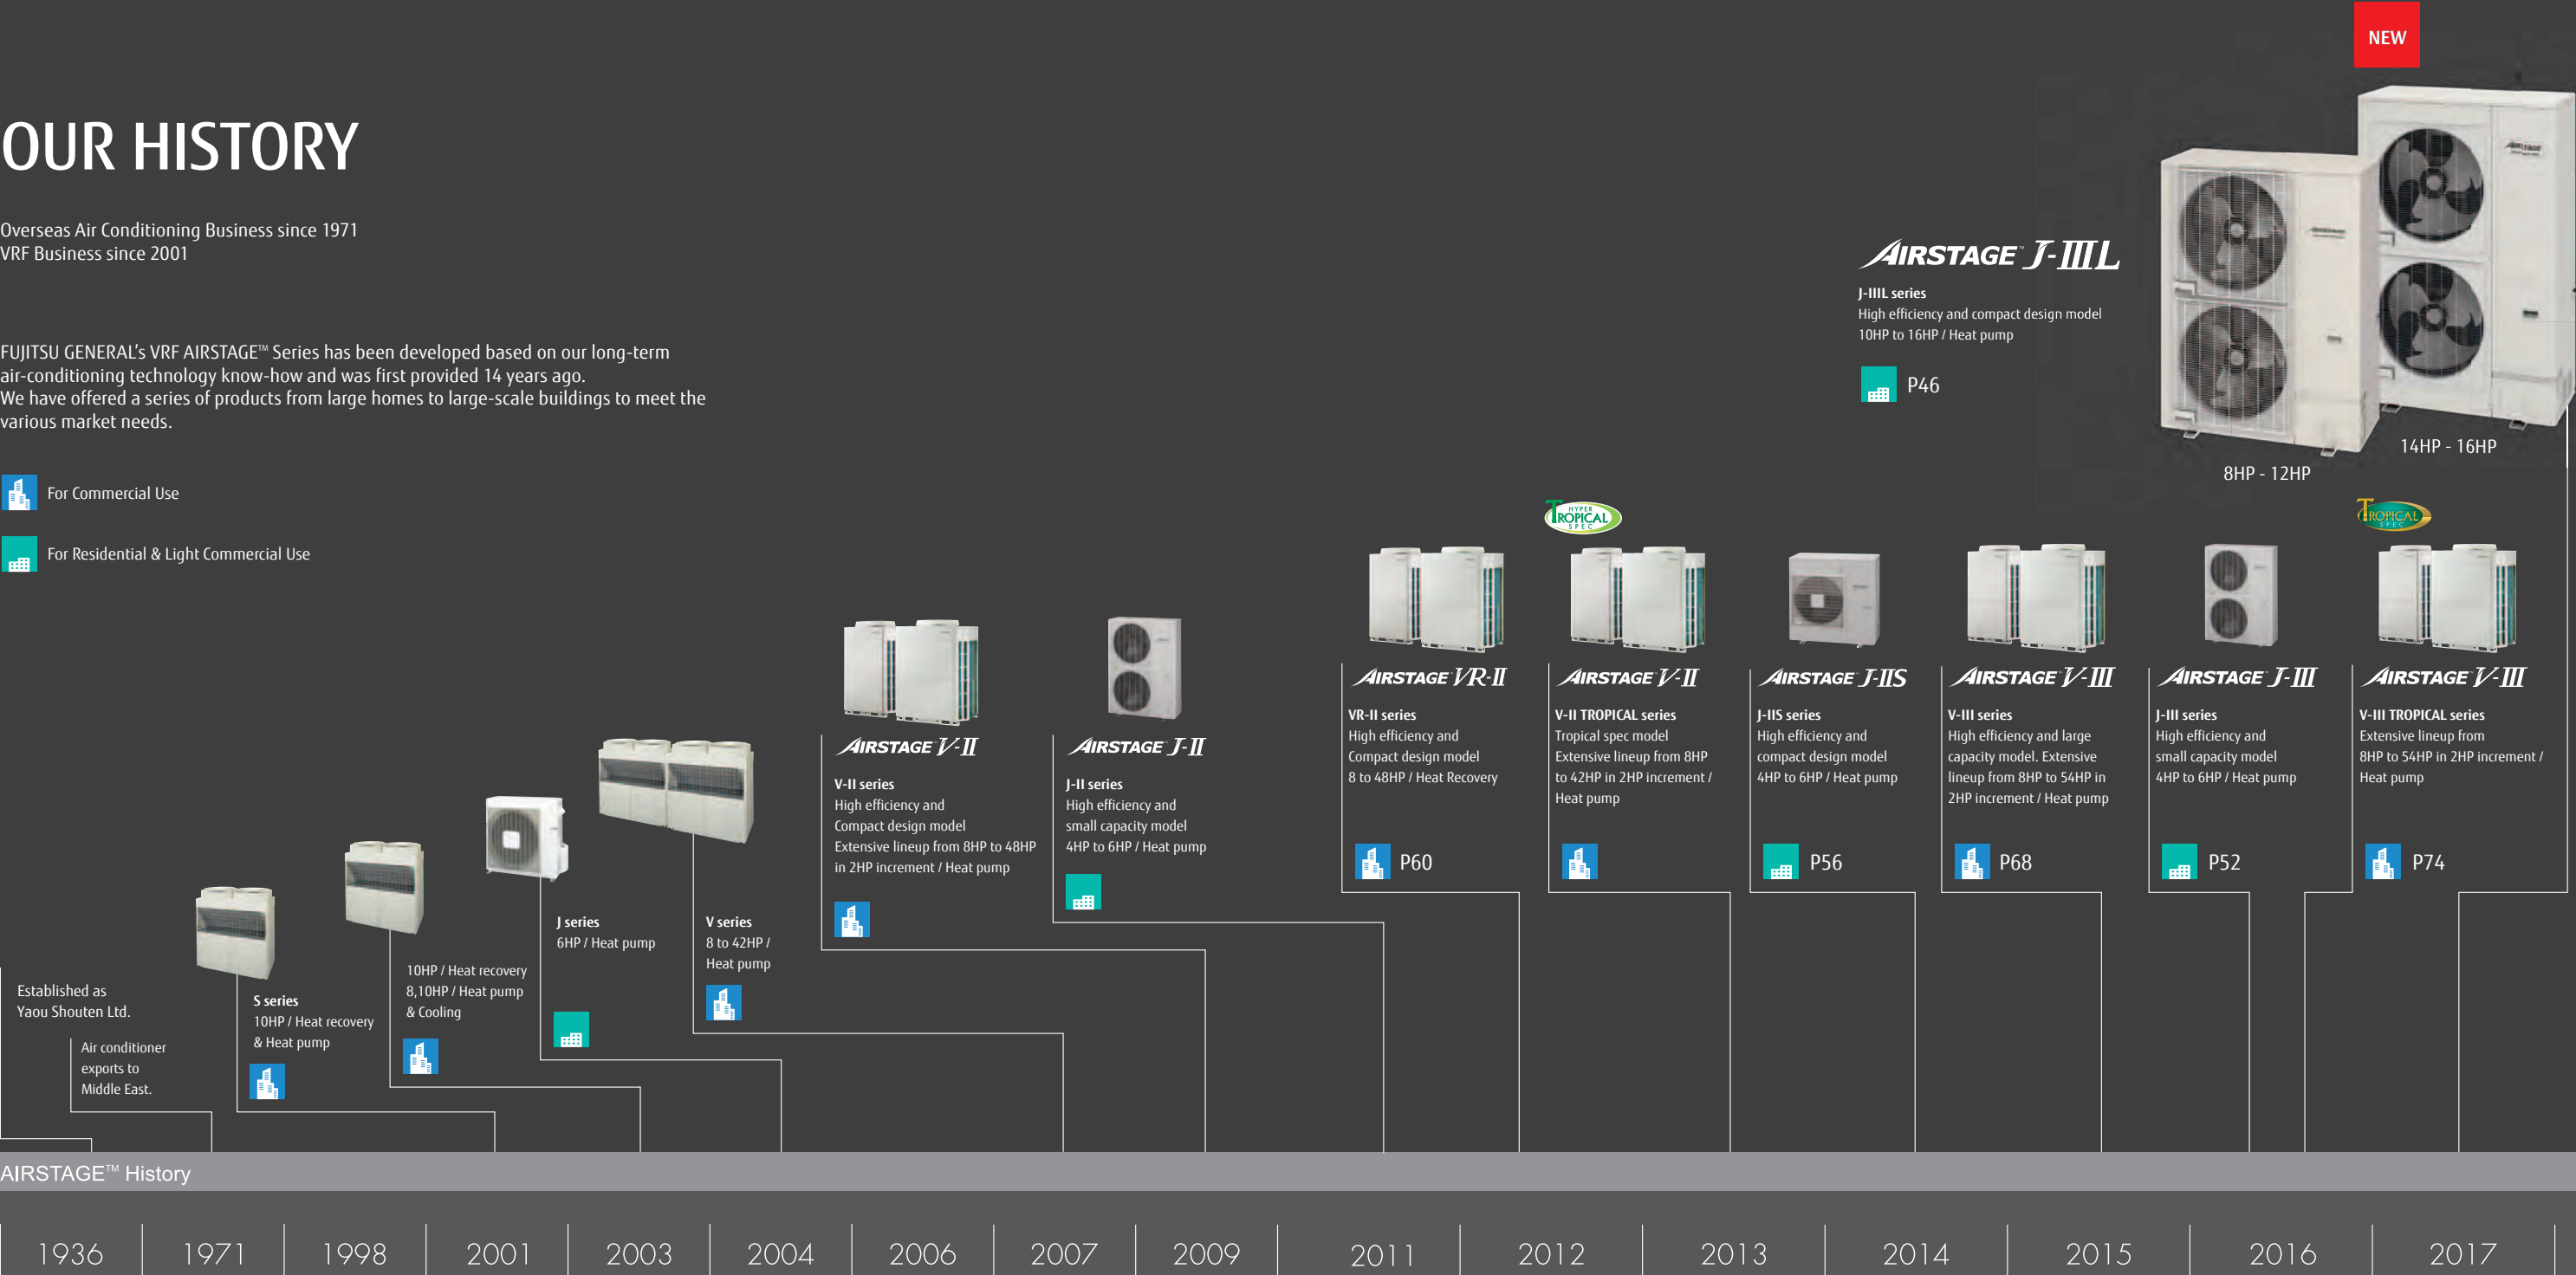 NEW
OUR HISTORY
Overseas Air Conditioning Business since 1971
VRF Business since 2001
FUJITSU GENERAL's VRF AIRSTAGE™ Series has been developed based on our long-term
air-conditioning technology know-how and was first provided 14 years ago.
We have offered a series of products from large homes to large-scale buildings to meet the
various market needs.
For Commercial Use
For Residential & Light Commercial Use
AIRSTAGE™ J-IIIL
J-IIIL series
High efficiency and compact design model
10HP to 16HP / Heat pump
P46
14HP - 16HP
8HP - 12HP
Established as
Yaou Shouten Ltd.
Air conditioner
exports to
Middle East.
S series
10HP / Heat recovery
& Heat pump
10HP / Heat recovery
8,10HP / Heat pump
& Cooling
J series
6HP / Heat pump
V series
8 to 42HP /
Heat pump
AIRSTAGE™ V-II
V-II series
High efficiency and
Compact design model
Extensive lineup from 8HP to 48HP
in 2HP increment / Heat pump
AIRSTAGE™ J-II
J-II series
High efficiency and
small capacity model
4HP to 6HP / Heat pump
AIRSTAGE™ VR-II
VR-II series
High efficiency and
Compact design model
8 to 48HP / Heat Recovery
P60
HYPER
TROPICAL
SPEC
AIRSTAGE™ V-II
V-II TROPICAL series
Tropical spec model
Extensive lineup from 8HP
to 42HP in 2HP increment /
Heat pump
AIRSTAGE™ J-IIS
J-IIS series
High efficiency and
compact design model
4HP to 6HP / Heat pump
P56
AIRSTAGE™ V-III
V-III series
High efficiency and large
capacity model. Extensive
lineup from 8HP to 54HP in
2HP increment / Heat pump
P68
AIRSTAGE™ J-III
J-III series
High efficiency and
small capacity model
4HP to 6HP / Heat pump
P52
TROPICAL
SPEC
AIRSTAGE™ V-III
V-III TROPICAL series
Extensive lineup from
8HP to 54HP in 2HP increment /
Heat pump
P74
AIRSTAGE™ History
1936 1971 1998 2001 2003 2004 2006 2007 2009 2011 2012 2013 2014 2015 2016 2017